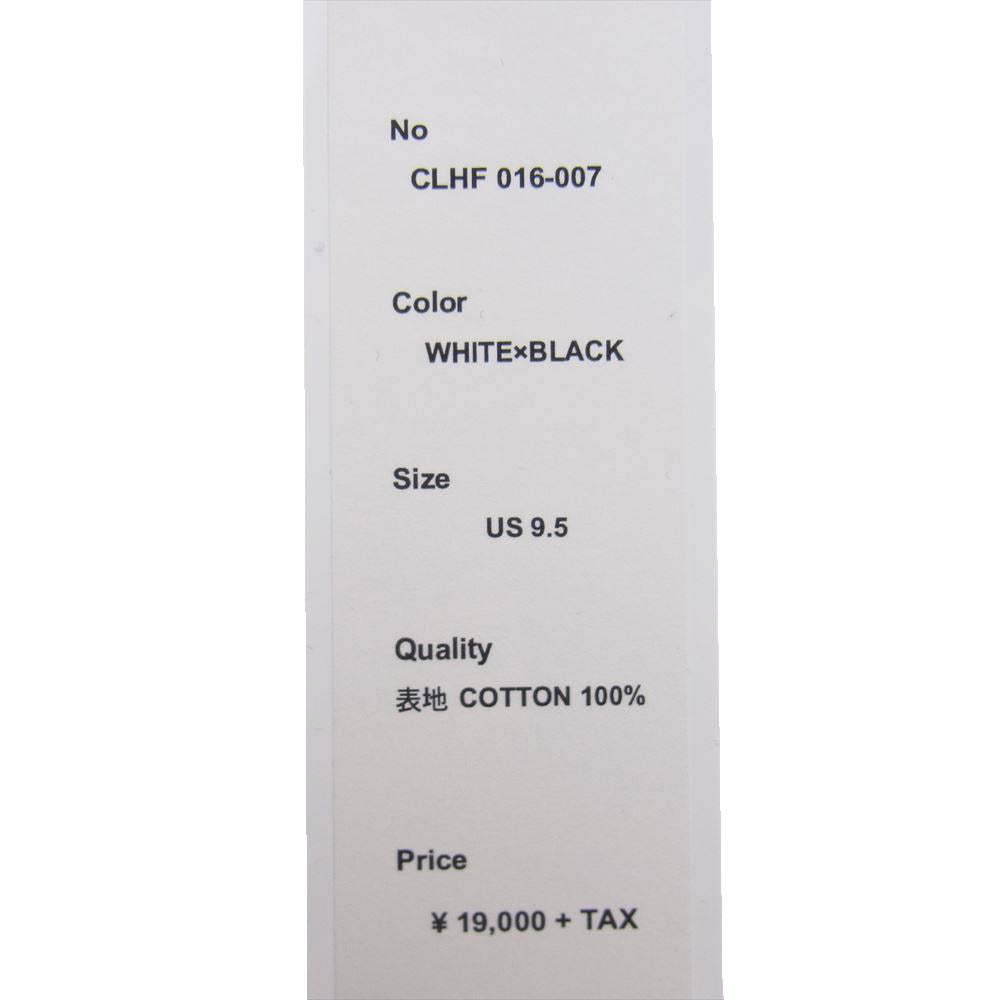 No
CLHF 016-007
Color
WHITE×BLACK
Size
US 9.5
Quality
表地 COTTON 100%
Price
¥ 19,000 + TAX